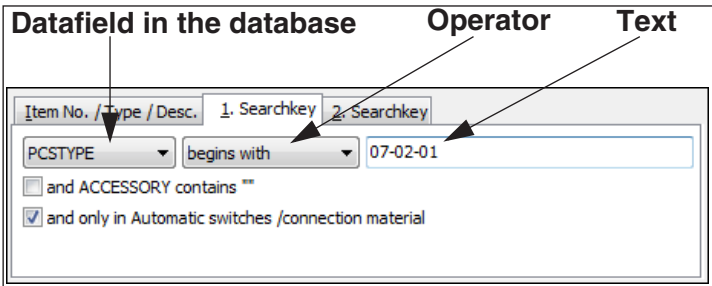 Datafield in the database Operator Text
Item No. / Type / Desc. 1. Searchkey 2. Searchkey
PCSTYPE begins with 07-02-01
and ACCESSORY contains ""
and only in Automatic switches /connection material